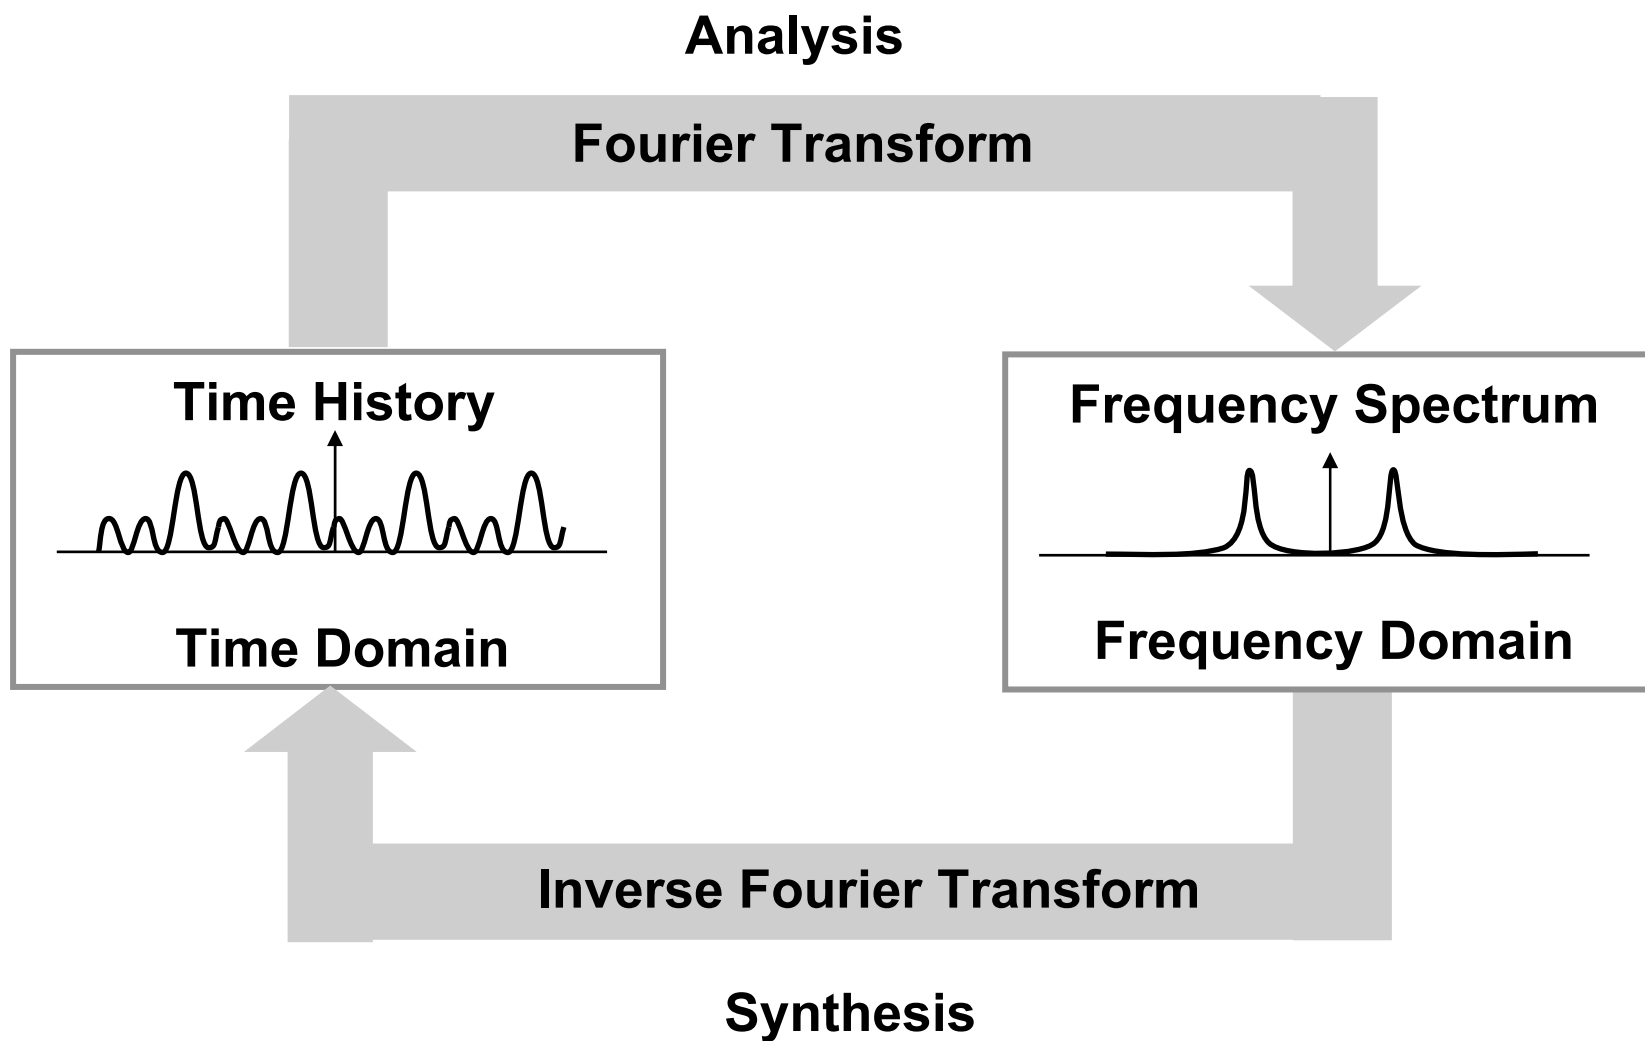 Analysis
Fourier Transform
Time History
Time Domain
Frequency Spectrum
Frequency Domain
Inverse Fourier Transform
Synthesis